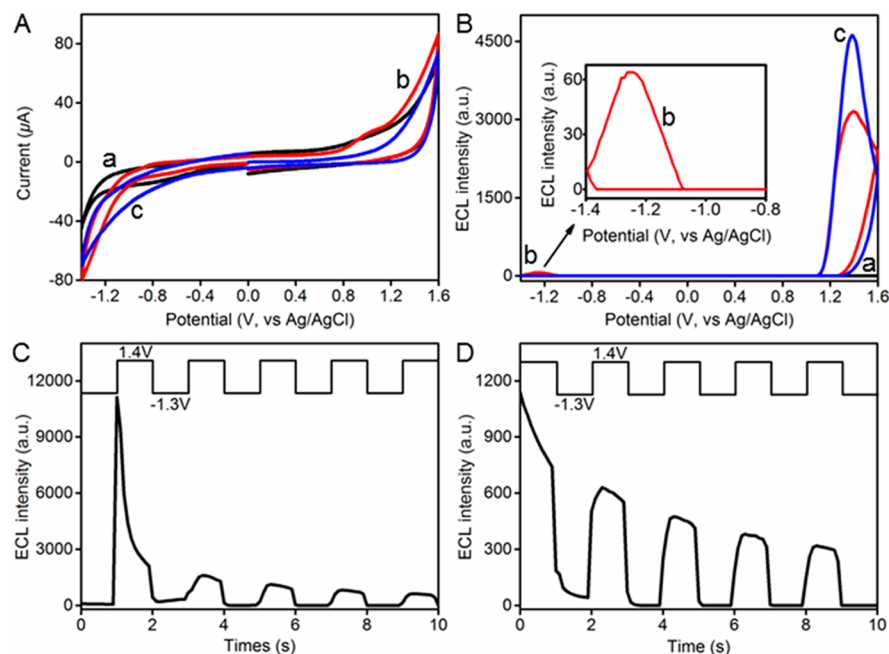 A
80
40
0
-40
-80
Current (µA)
a
b
c
-1.2 -0.8 -0.4 0.0 0.4 0.8 1.2 1.6
Potential (V, vs Ag/AgCl)
B
4500
3000
1500
0
ECL intensity (a.u.)
c
b
a
-1.2 -0.8 -0.4 0.0 0.4 0.8 1.2 1.6
Potential (V, vs Ag/AgCl)
60
30
0
ECL intensity (a.u.)
b
-1.4 -1.2 -1.0 -0.8
Potential (V, vs Ag/AgCl)
C
12000
9000
6000
3000
0
ECL intensity (a.u.)
1.4V
-1.3V
0 2 4 6 8 10
Times (s)
D
1200
900
600
300
0
ECL intensity (a.u.)
1.4V
-1.3V
0 2 4 6 8 10
Time (s)